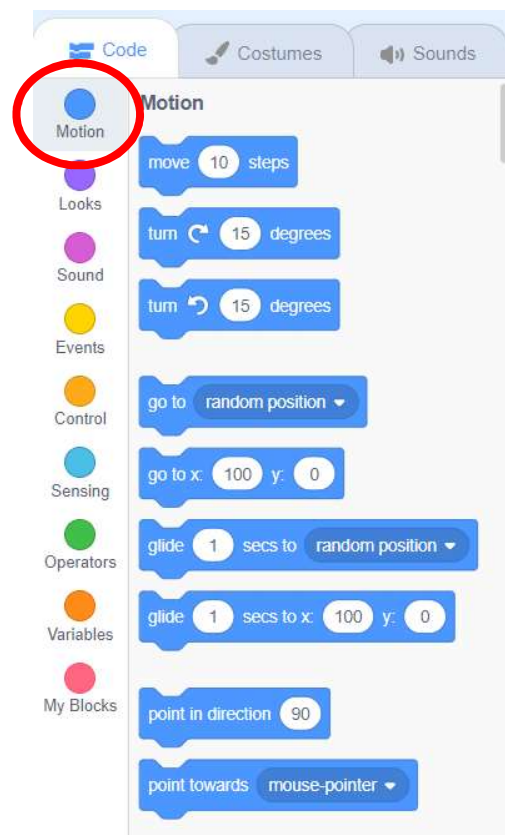 Code Costumes Sounds
Motion
Looks
Sound
Events
Control
Sensing
Operators
Variables
My Blocks
Motion
move 10 steps
turn 15 degrees
turn 15 degrees
go to random position
go to x: 100 y: 0
glide 1 secs to random position
glide 1 secs to x: 100 y: 0
point in direction 90
point towards mouse-pointer